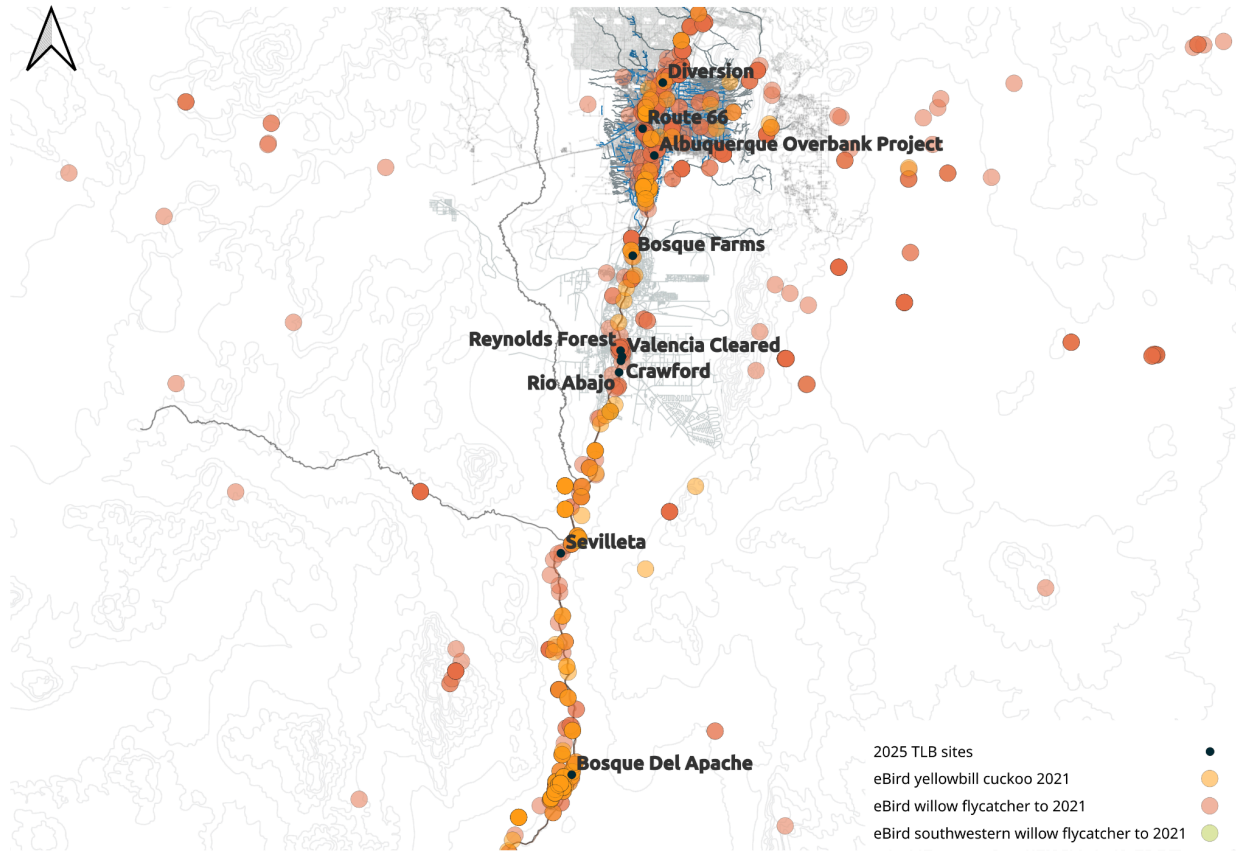 Diversion
Route 66
Albuquerque Overbank Project
Bosque Farms
Reynolds Forest
Valencia Cleared
Crawford
Rio Abajo
Sevilleta
Bosque Del Apache
2025 TLB sites
eBird yellowbill cuckoo 2021
eBird willow flycatcher to 2021
eBird southwestern willow flycatcher to 2021